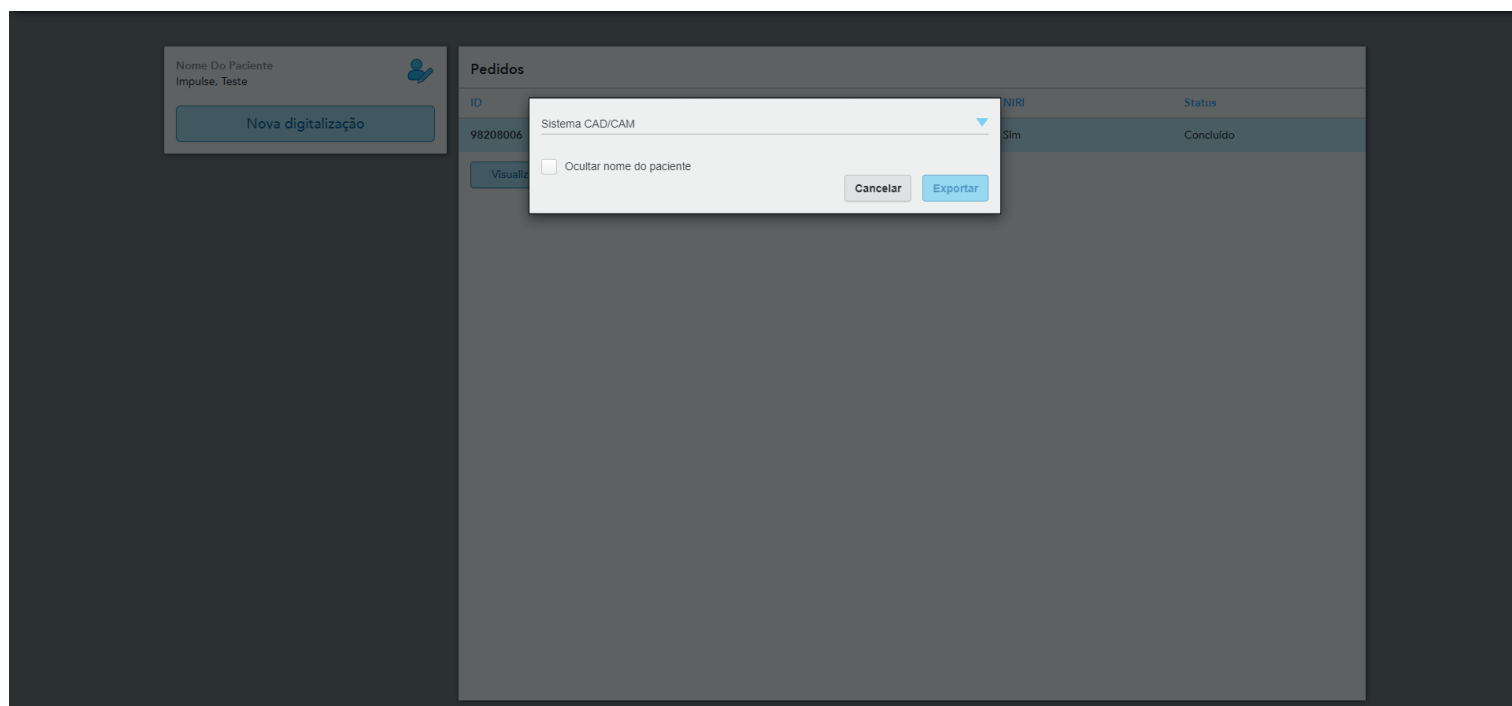 Nome Do Paciente
Impulse, Teste
Nova digitalização
Pedidos
ID NIRI Status
98208006 Sim Concluído
Sistema CAD/CAM
Ocultar nome do paciente
Cancelar Exportar